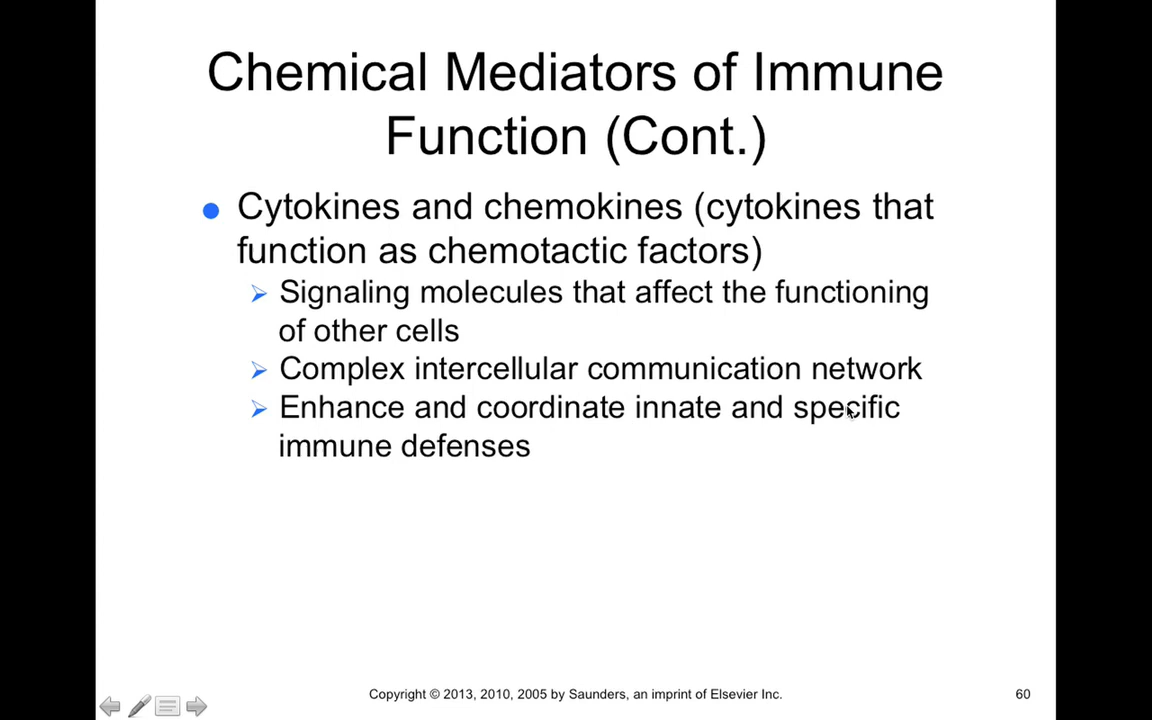 Chemical Mediators of Immune
Function (Cont.)
Cytokines and chemokines (cytokines that
function as chemotactic factors)
Signaling molecules that affect the functioning
of other cells
Complex intercellular communication network
Enhance and coordinate innate and specific
immune defenses
Copyright © 2013, 2010, 2005 by Saunders, an imprint of Elsevier Inc.
60